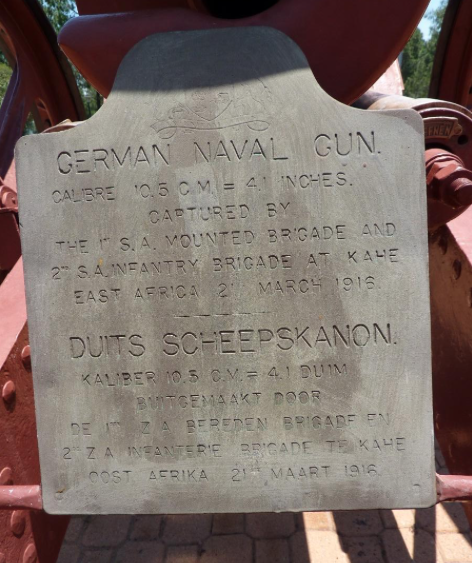 GERMAN NAVAL GUN.
CALIBRE 10,5 C.M. = 4,1 INCHES.
CAPTURED BY
THE 1ST S.A. MOUNTED BRIGADE AND
2ND S.A. INFANTRY BRIGADE AT KAHE
EAST AFRICA 21ST MARCH 1916.
DUITS SCHEEPSKANON.
KALIBER 10,5 C.M. = 4,1 DUIM
BUITGEMAAKT DOOR
DE 1STE Z.A. BEREDEN BRIGADE EN
2DE Z.A. INFANTERIE BRIGADE TE KAHE
OOST AFRIKA 21STE MAART 1916.